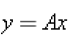 y = Ax